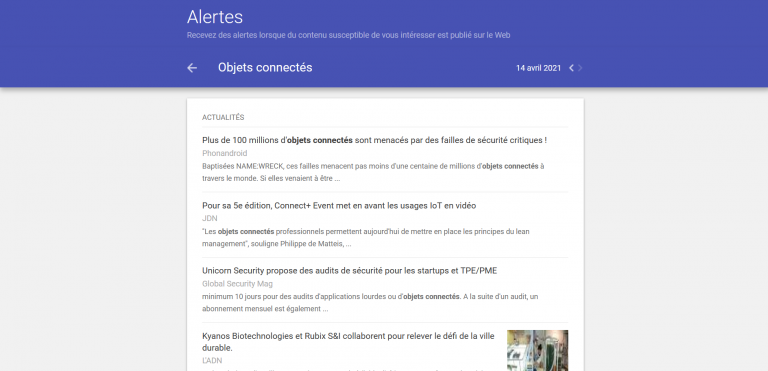 Alertes
Recevez des alertes lorsque du contenu susceptible de vous intéresser est publié sur le Web
Objets connectés
14 avril 2021
ACTUALITÉS
Plus de 100 millions d'objets connectés sont menacés par des failles de sécurité critiques !
Phonandroid
Baptisées NAME:WRECK, ces failles menacent pas moins d'une centaine de millions d'objets connectés à
travers le monde. Si elles venaient à être ...
Pour sa 5e édition, Connect+ Event met en avant les usages IoT en vidéo
JDN
"Les objets connectés professionnels permettent aujourd'hui de mettre en place les principes du lean
management", souligne Philippe de Matteis, ...
Unicorn Security propose des audits de sécurité pour les startups et TPE/PME
Global Security Mag
minimum 10 jours pour des audits d'applications lourdes ou d'objets connectés. A la suite d'un audit, un
abonnement mensuel est également ...
Kyanos Biotechnologies et Rubix S&I collaborent pour relever le défi de la ville
durable.
L'ADN